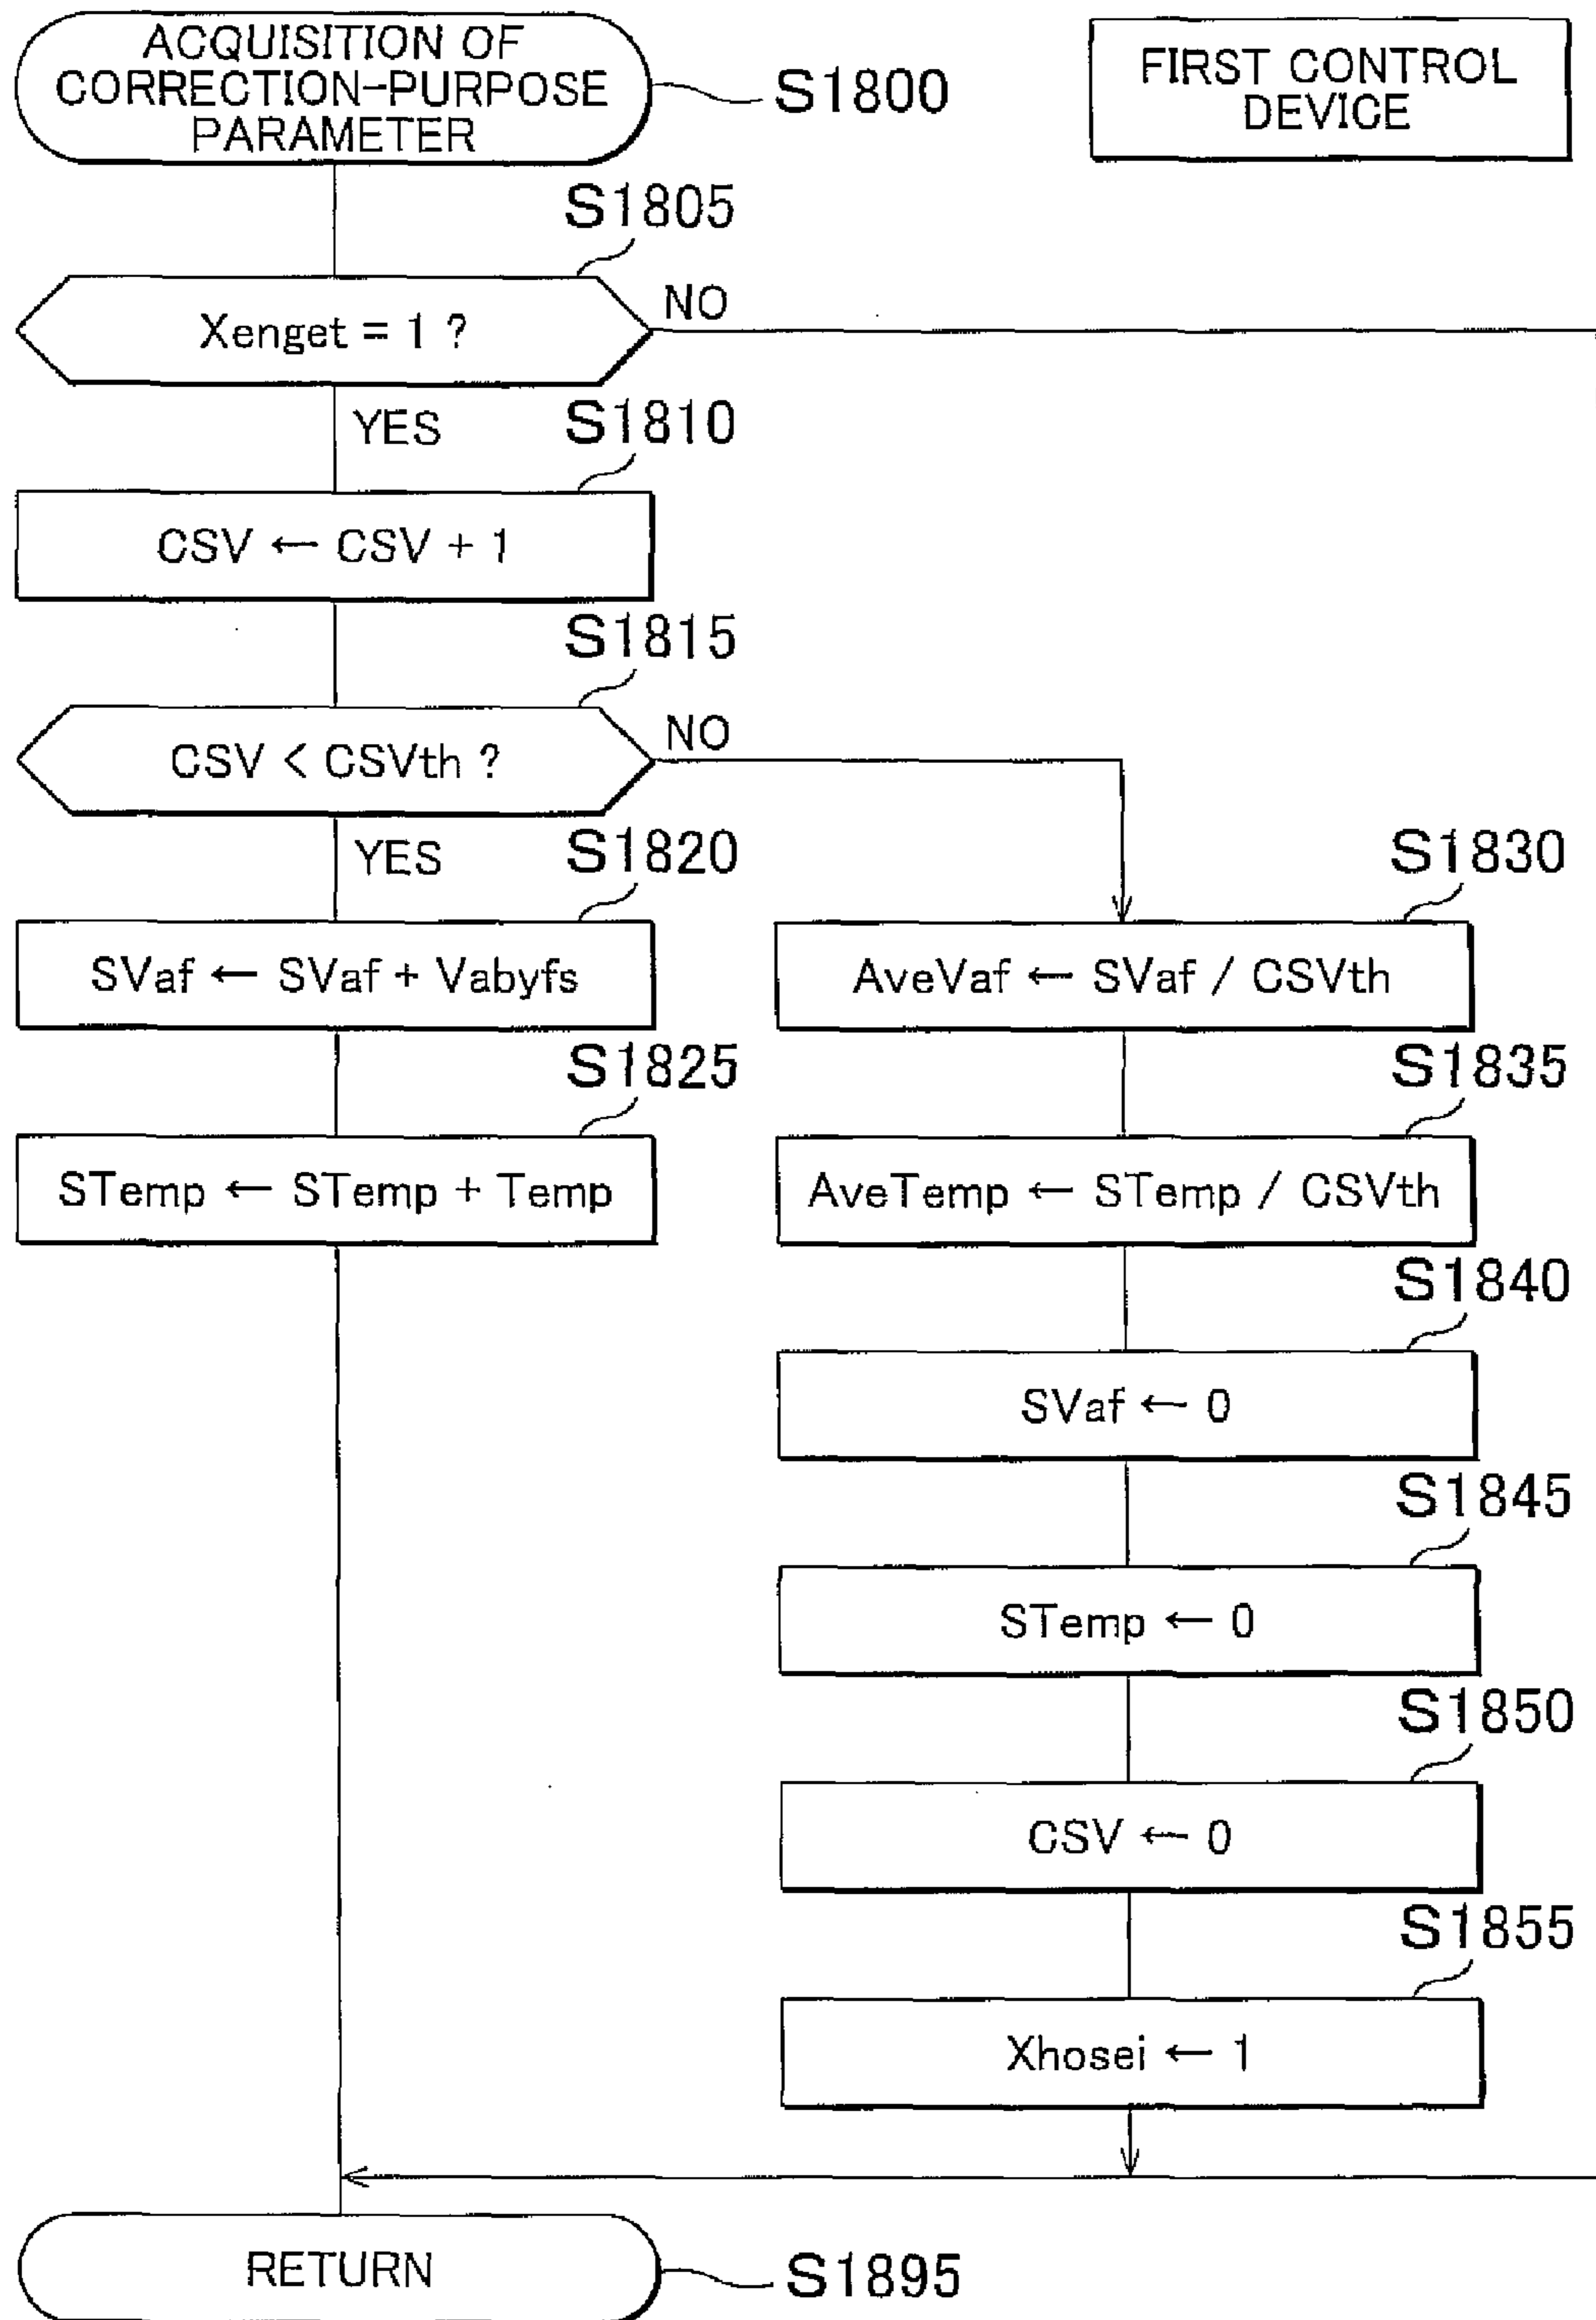 ACQUISITION OF
CORRECTION-PURPOSE
PARAMETER
S1800
FIRST CONTROL
DEVICE
S1805
Xenget = 1 ?
NO
YES
S1810
CSV ← CSV + 1
S1815
CSV < CSVth ?
NO
YES
S1820
SVaf ← SVaf + Vabyfs
S1825
STemp ← STemp + Temp
S1830
AveVaf ← SVaf / CSVth
S1835
AveTemp ← STemp / CSVth
S1840
SVaf ← 0
S1845
STemp ← 0
S1850
CSV ← 0
S1855
Xhosei ← 1
RETURN
S1895